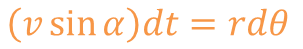 (v sin α)dt = rdθ